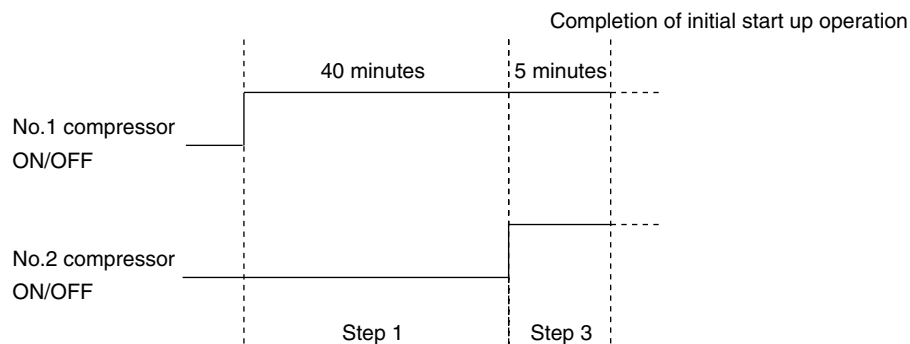 Completion of initial start up operation
40 minutes
5 minutes
No.1 compressor
ON/OFF
No.2 compressor
ON/OFF
Step 1
Step 3